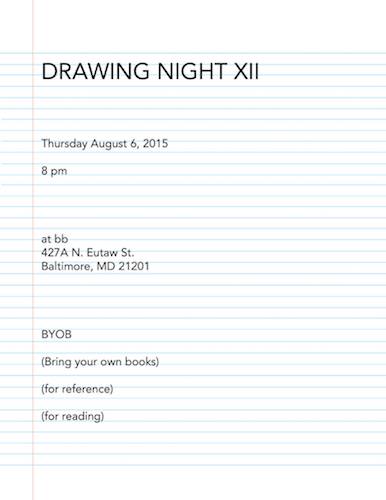 DRAWING NIGHT XII
Thursday August 6, 2015
8 pm
at bb
427A N. Eutaw St.
Baltimore, MD 21201
BYOB
(Bring your own books)
(for reference)
(for reading)